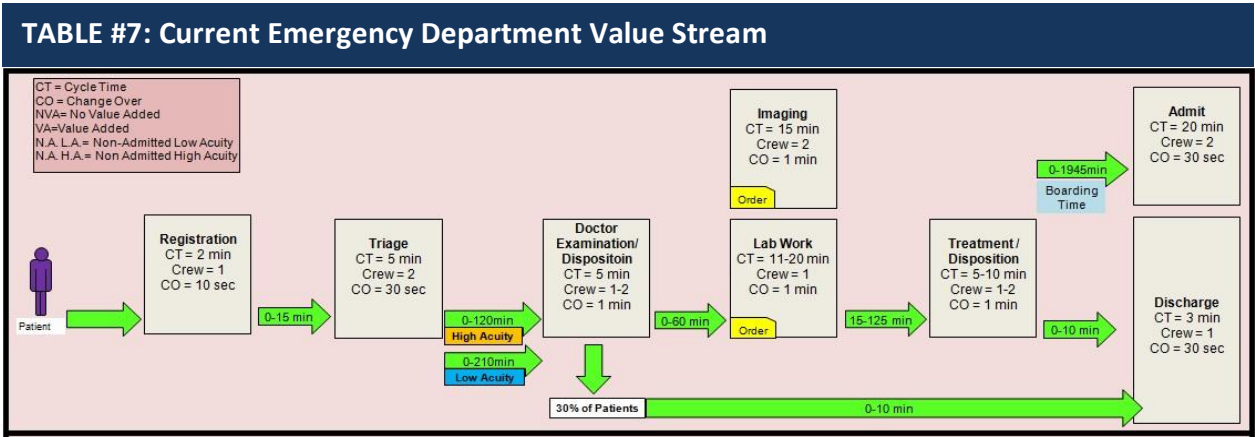 TABLE #7: Current Emergency Department Value Stream
CT = Cycle Time
CO = Change Over
NVA= No Value Added
VA=Value Added
N.A. L.A.= Non-Admitted Low Acuity
N.A. H.A.= Non Admitted High Acuity
Patient
Registration
CT = 2 min
Crew = 1
CO = 10 sec
0-15 min
Triage
CT = 5 min
Crew = 2
CO = 30 sec
0-120min
High Acuity
0-210min
Low Acuity
Doctor
Examination/
Dispositoin
CT = 5 min
Crew = 1-2
CO = 1 min
30% of Patients
0-10 min
0-60 min
Imaging
CT = 15 min
Crew = 2
CO = 1 min
Order
Lab Work
CT = 11-20 min
Crew = 1
CO = 1 min
Order
15-125 min
Treatment /
Disposition
CT = 5-10 min
Crew = 1-2
CO = 1 min
0-1945min
Boarding
Time
0-10 min
Admit
CT = 20 min
Crew = 2
CO = 30 sec
Discharge
CT = 3 min
Crew = 1
CO = 30 sec